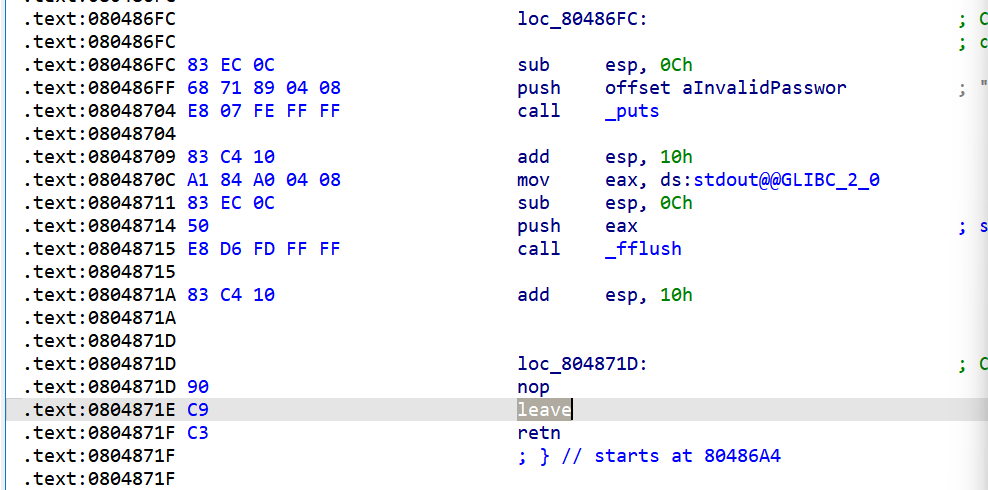 .text:080486FC
.text:080486FC loc_80486FC: ; C
.text:080486FC ; d
.text:080486FC 83 EC 0C sub esp, 0Ch
.text:080486FF 68 71 89 04 08 push offset aInvalidPasswor ; "
.text:08048704 E8 07 FE FF FF call _puts
.text:08048704
.text:08048709 83 C4 10 add esp, 10h
.text:0804870C A1 84 A0 04 08 mov eax, ds:stdout@@GLIBC_2_0
.text:08048711 83 EC 0C sub esp, 0Ch
.text:08048714 50 push eax ; s
.text:08048715 E8 D6 FD FF FF call _fflush
.text:08048715
.text:0804871A 83 C4 10 add esp, 10h
.text:0804871A
.text:0804871D
.text:0804871D loc_804871D: ; C
.text:0804871D 90 nop
.text:0804871E C9 leave
.text:0804871F C3 retn
.text:0804871F ; } // starts at 80486A4
.text:0804871F